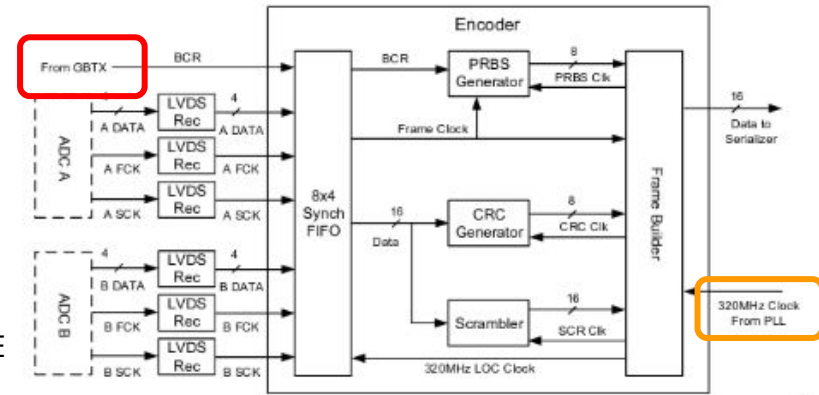 Encoder
From GBTX
BCR
BCR
PRBS
Generator
8
PRBS Clk
16
Data to
Serializer
ADC A
4
A DATA
LVDS
Rec
4
A DATA
Frame Clock
A FCK
LVDS
Rec
A FCK
A SCK
LVDS
Rec
A SCK
8x4
Synch
FIFO
16
Data
CRC
Generator
8
CRC Clk
Frame Builder
ADC B
4
B DATA
LVDS
Rec
4
B DATA
B FCK
LVDS
Rec
B FCK
Scrambler
16
SCR Clk
320MHz Clock
From PLL
E
B SCK
LVDS
Rec
B SCK
320MHz LOC Clock